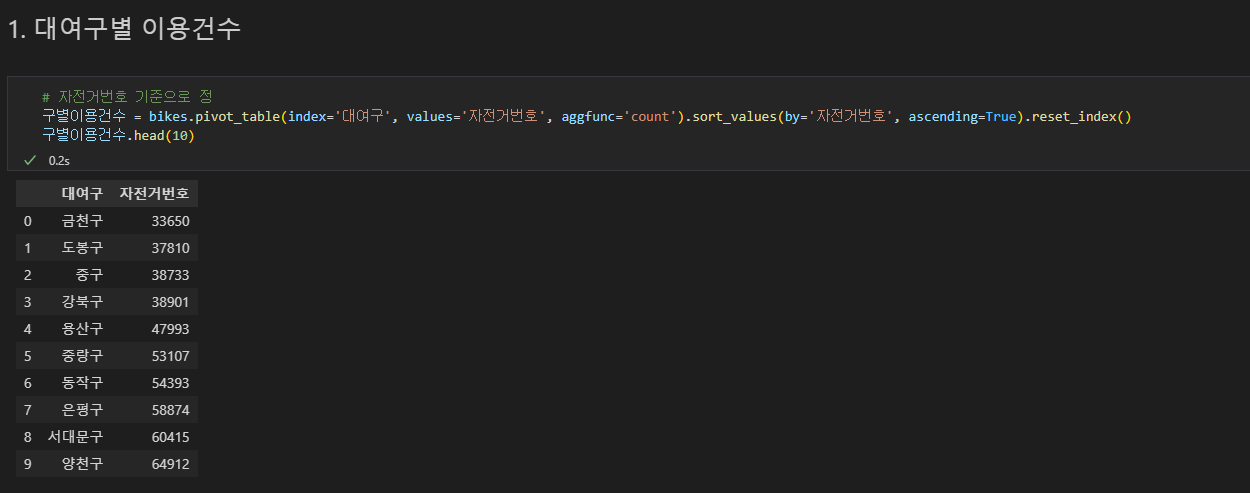 1. 대여구별 이용건수
# 자전거번호 기준으로 정
구별이용건수 = bikes.pivot_table(index='대여구', values='자전거번호', aggfunc='count').sort_values(by='자전거번호', ascending=True).reset_index()
구별이용건수.head(10)
0.2s
대여구 자전거번호
0 금천구 33650
1 도봉구 37810
2 중구 38733
3 강북구 38901
4 용산구 47993
5 중랑구 53107
6 동작구 54393
7 은평구 58874
8 서대문구 60415
9 양천구 64912